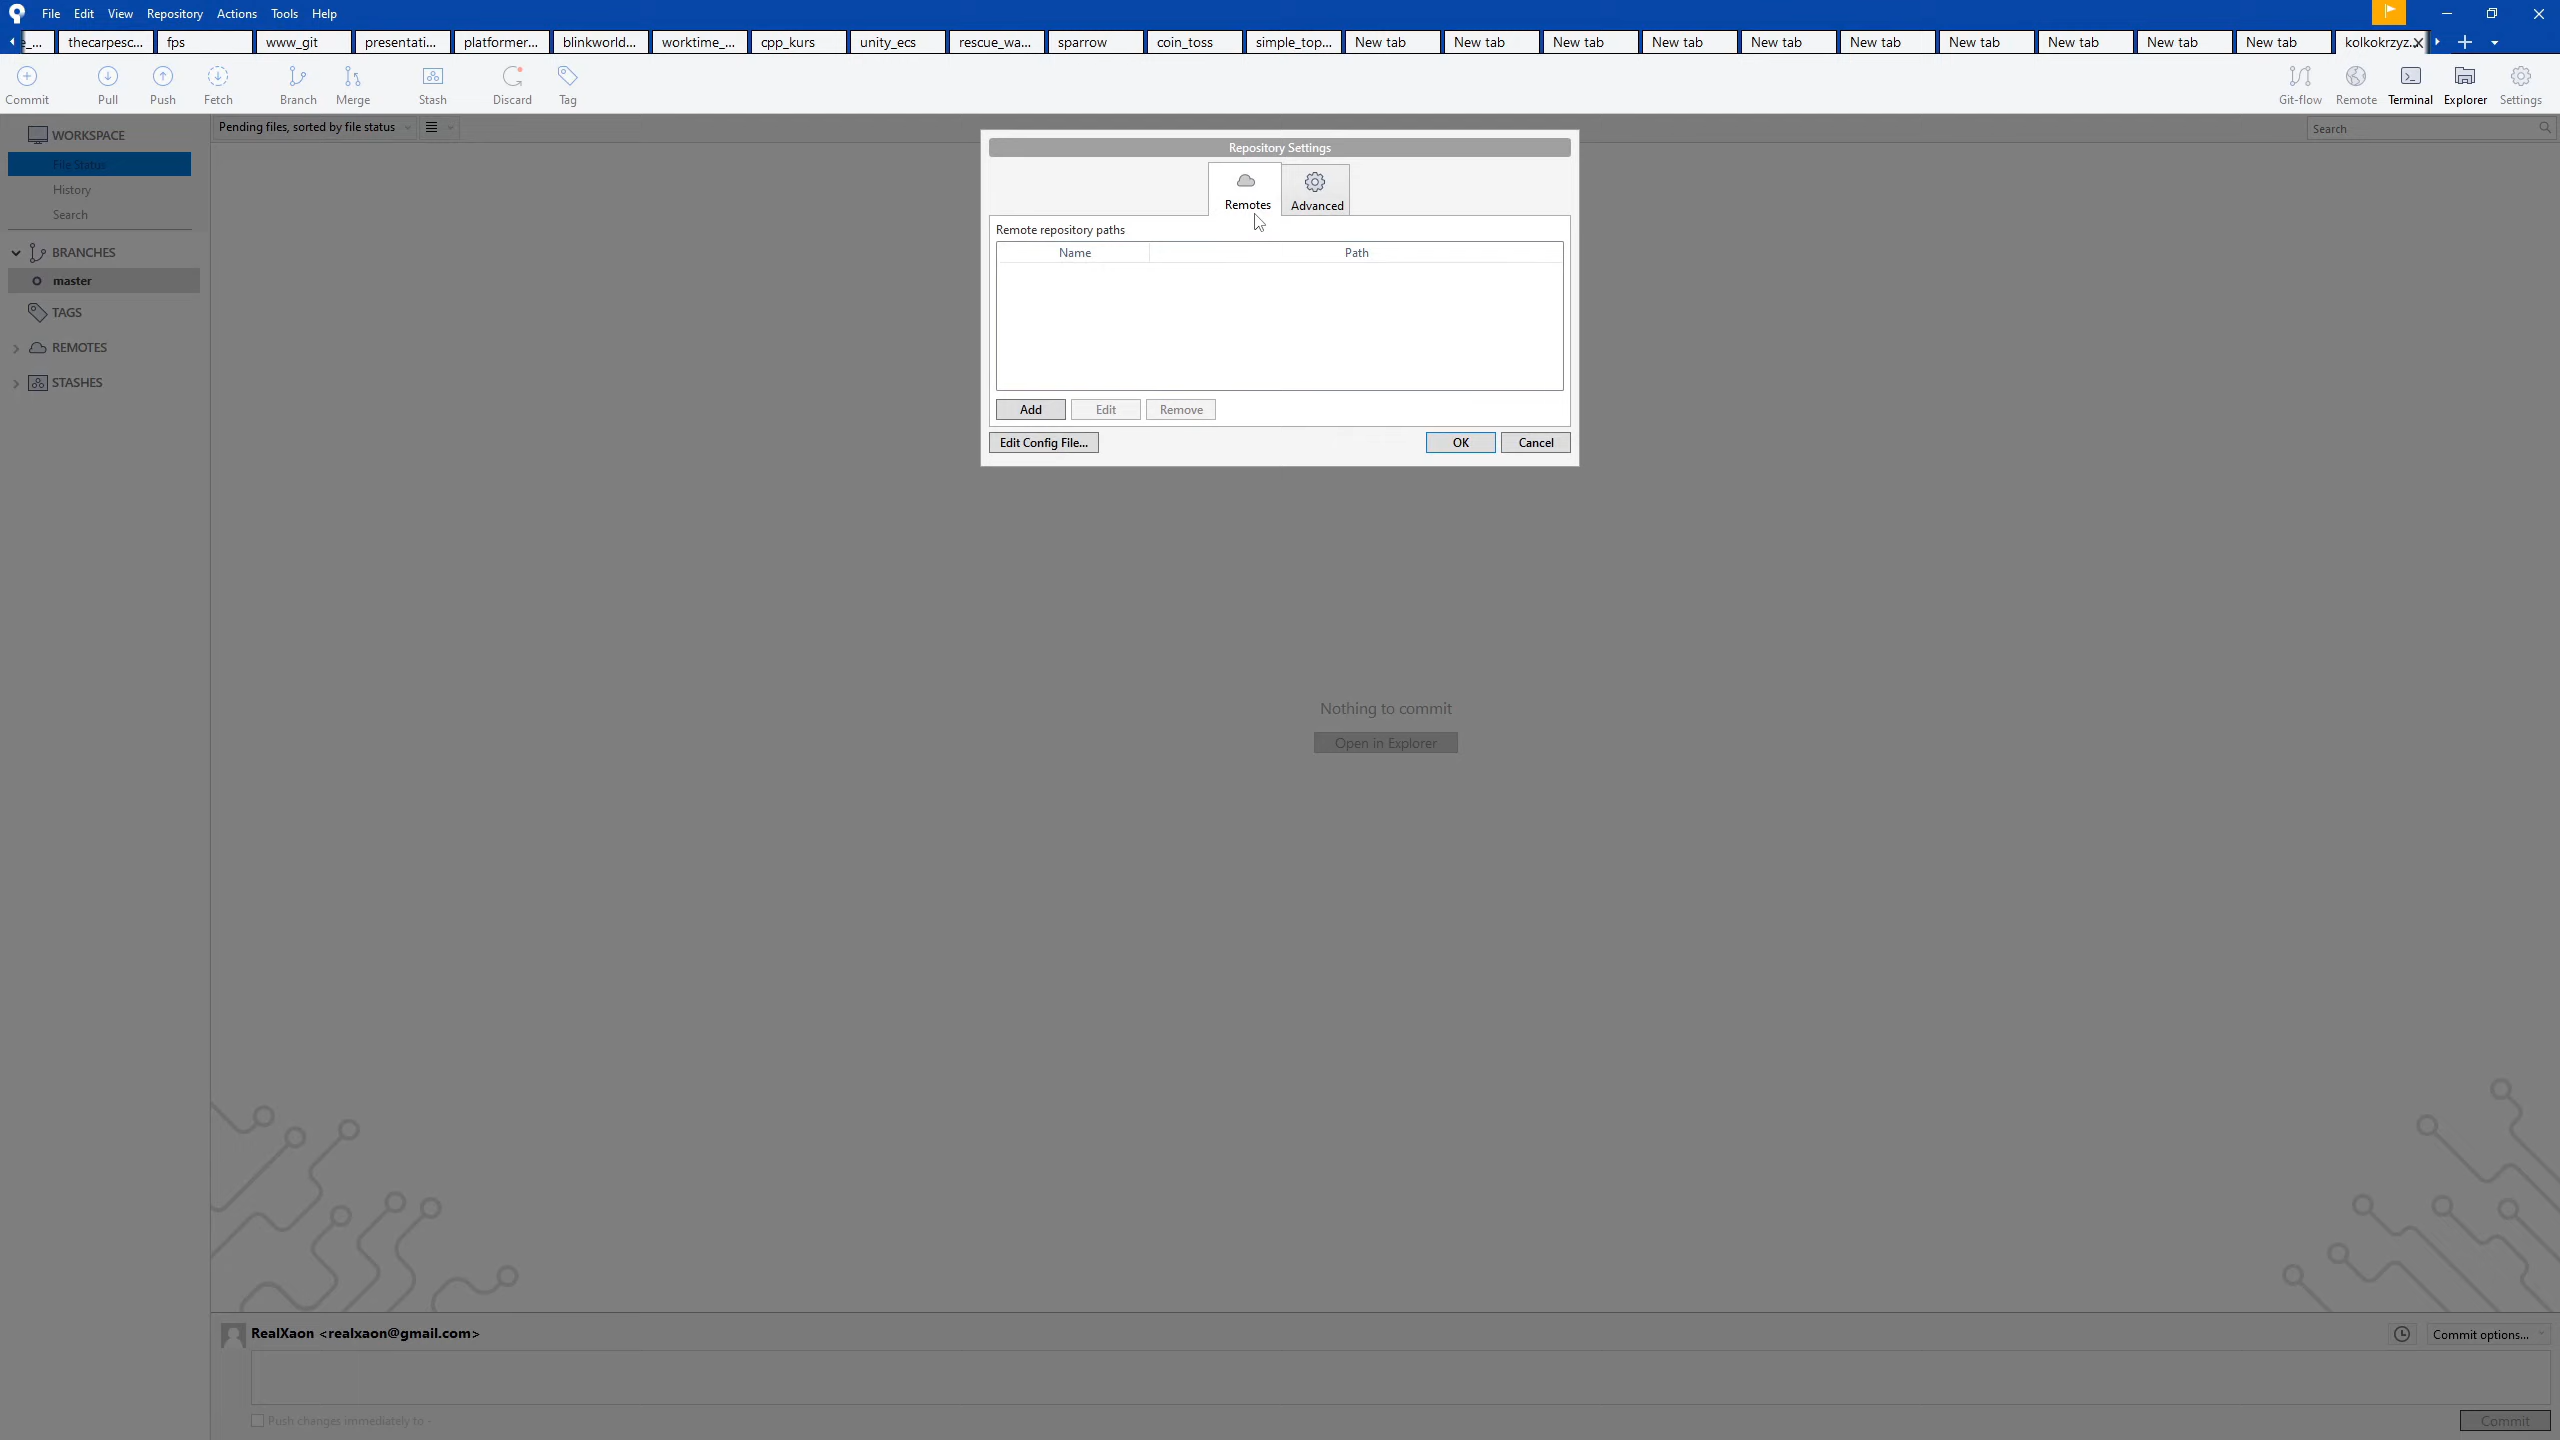 File Edit View Repository Actions Tools Help
e_... thecarpesc... fps www_git presentati... platformer... blinkworld... worktime_... cpp_kurs unity_ecs rescue_wa... sparrow coin_toss simple_top... New tab New tab New tab New tab New tab New tab New tab New tab New tab New tab kolkokrzyz...
Commit Pull Push Fetch Branch Merge Stash Discard Tag Git-flow Remote Terminal Explorer Settings
WORKSPACE
File Status
History
Search
BRANCHES
master
TAGS
REMOTES
STASHES
Pending files, sorted by file status
Search
Repository Settings
Remotes Advanced
Remote repository paths
Name Path
Add Edit Remove
Edit Config File... OK Cancel
Nothing to commit
Open in Explorer
RealXaon <realxaon@gmail.com>
Commit options...
Push changes immediately to -
Commit